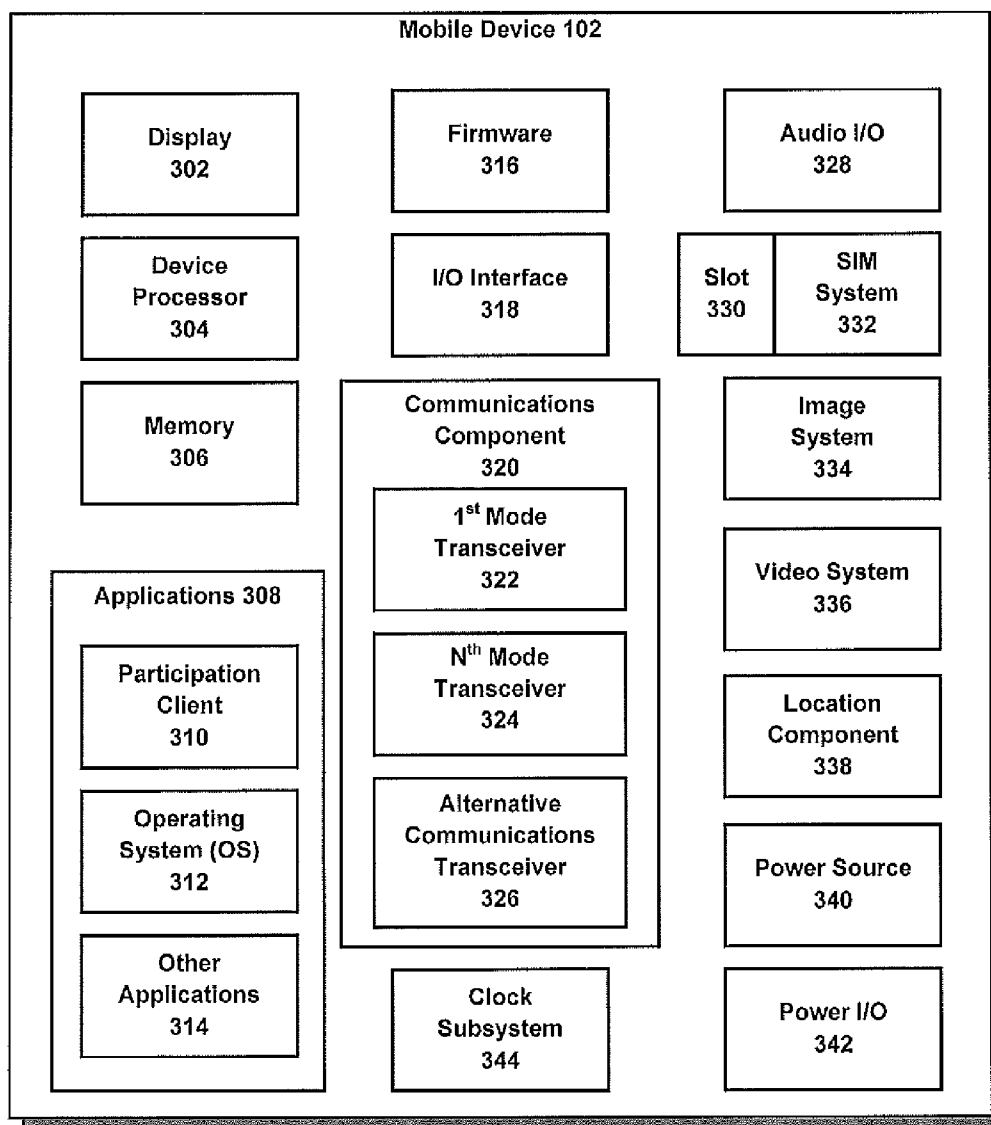 Mobile Device 102
Display
302
Device
Processor
304
Memory
306
Applications 308
Participation
Client
310
Operating
System (OS)
312
Other
Applications
314
Firmware
316
I/O Interface
318
Communications
Component
320
1st Mode
Transceiver
322
Nth Mode
Transceiver
324
Alternative
Communications
Transceiver
326
Clock
Subsystem
344
Audio I/O
328
Slot
330
SIM
System
332
Image
System
334
Video System
336
Location
Component
338
Power Source
340
Power I/O
342